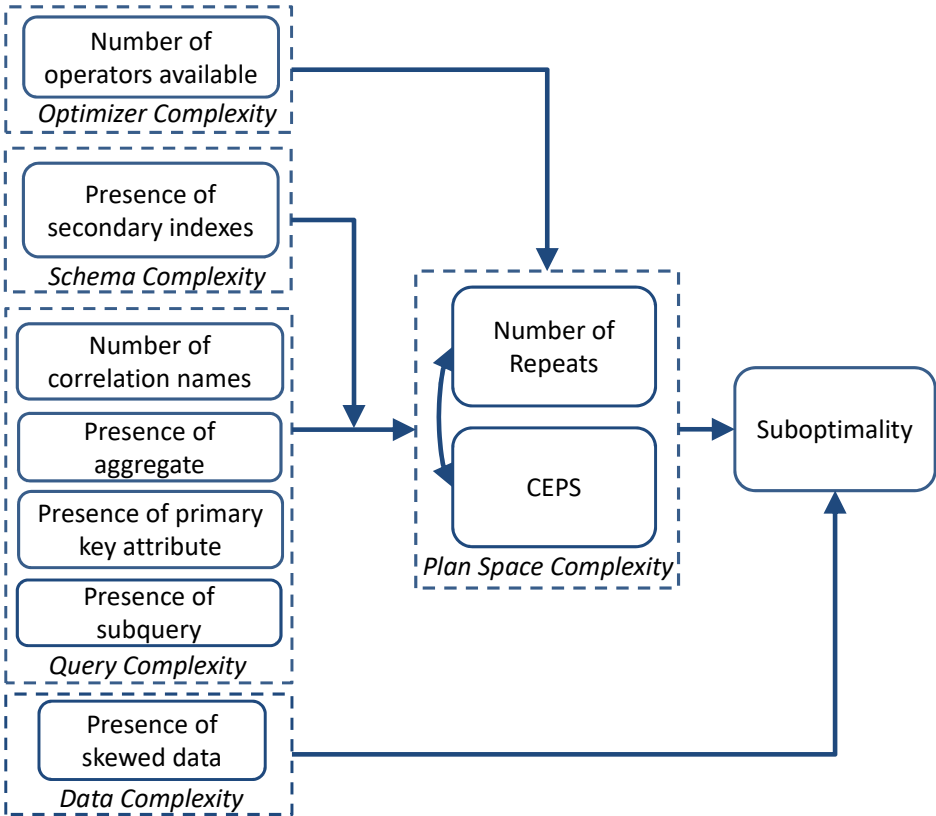 Number of
operators available
Optimizer Complexity
Presence of
secondary indexes
Schema Complexity
Number of
correlation names
Presence of
aggregate
Presence of primary
key attribute
Presence of
subquery
Query Complexity
Presence of
skewed data
Data Complexity
Number of
Repeats
CEPS
Plan Space Complexity
Suboptimality